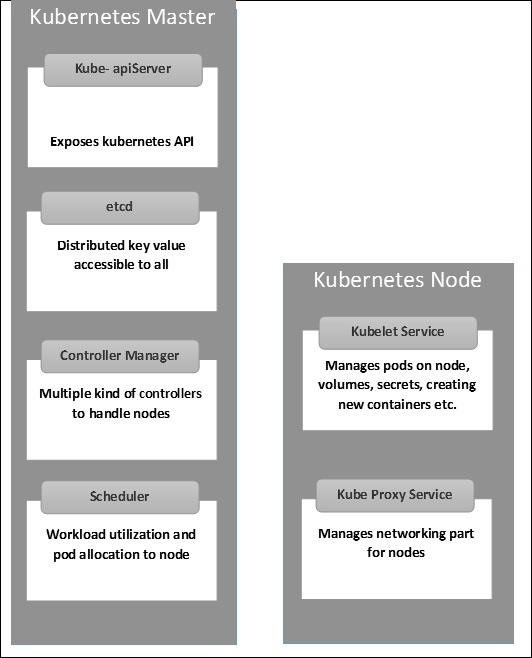 Kubernetes Master
Kube- apiServer
Exposes kubernetes API
etcd
Distributed key value
accessible to all
Controller Manager
Multiple kind of controllers
to handle nodes
Scheduler
Workload utilization and
pod allocation to node
Kubernetes Node
Kubelet Service
Manages pods on node,
volumes, secrets, creating
new containers etc.
Kube Proxy Service
Manages networking part
for nodes